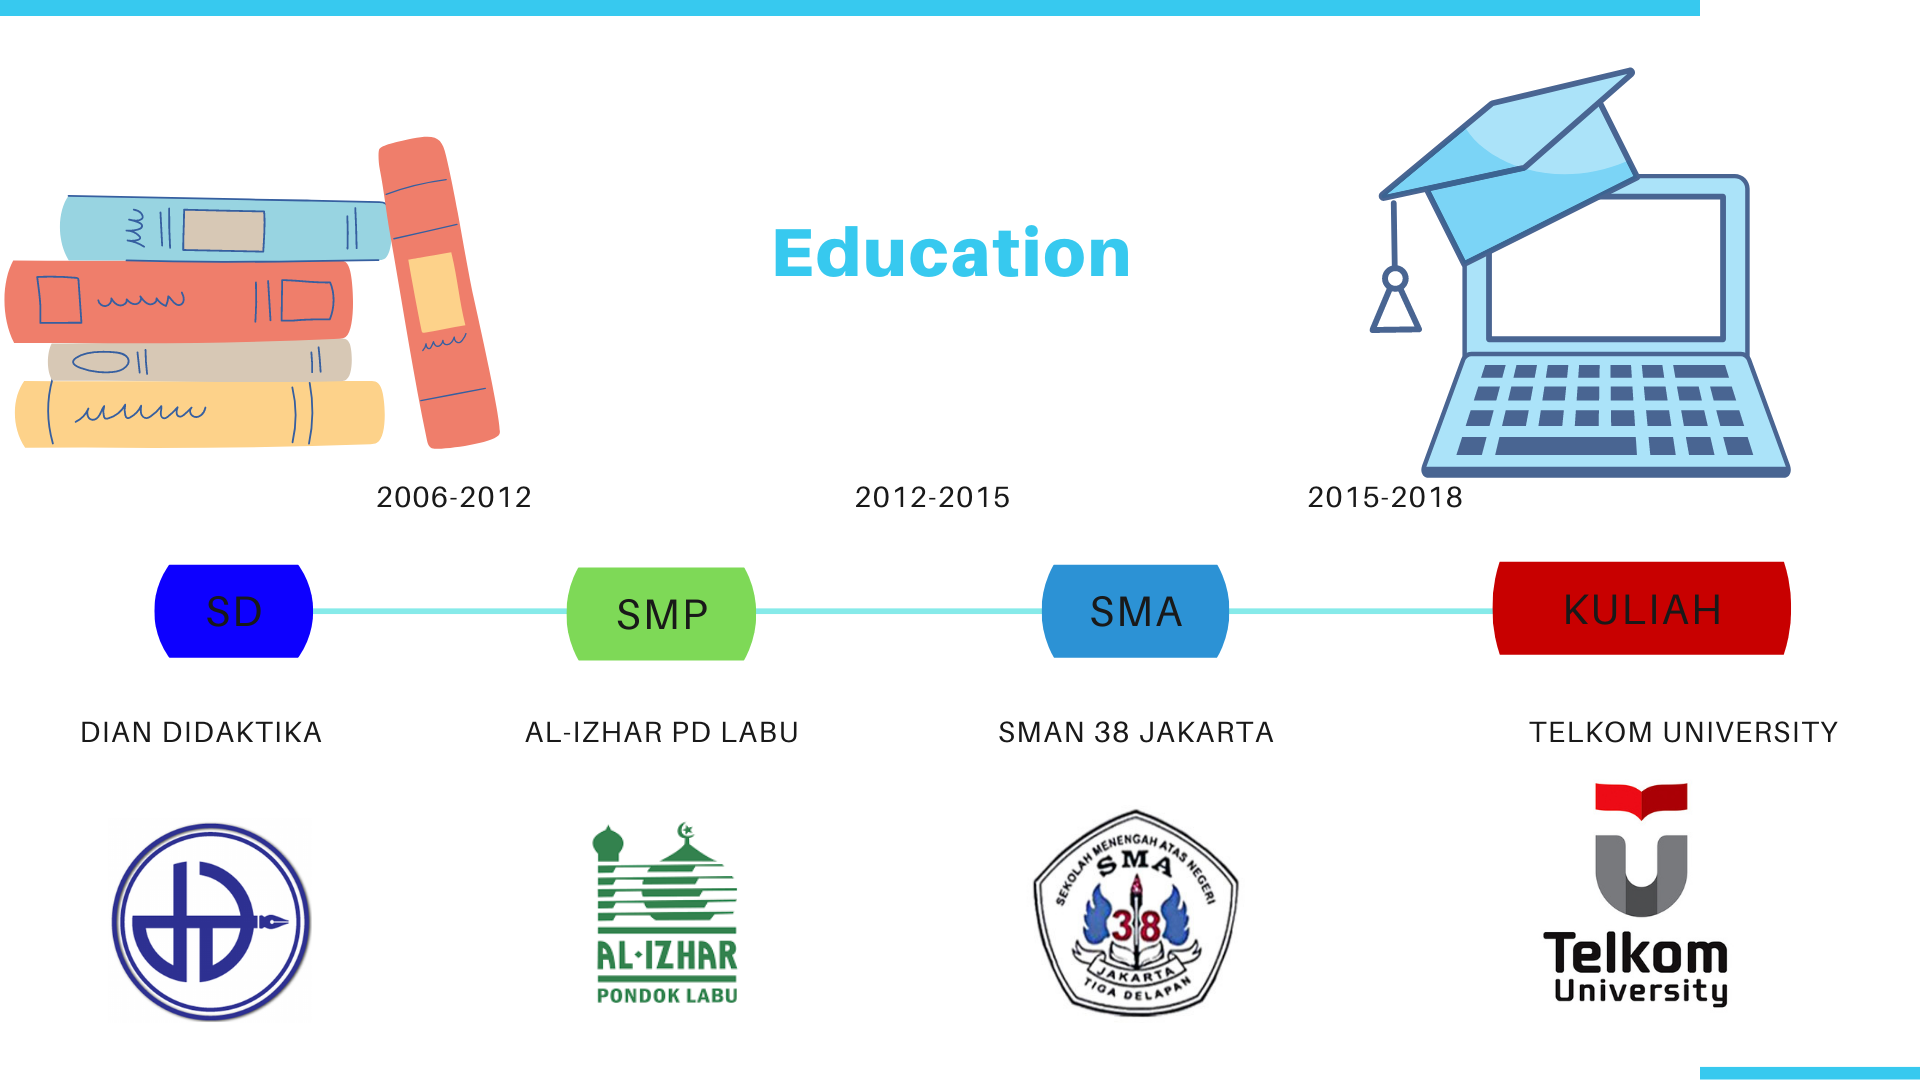 Education
2006-2012
2012-2015
2015-2018
SD
SMP
SMA
KULIAH
DIAN DIDAKTIKA
AL-IZHAR PD LABU
SMAN 38 JAKARTA
TELKOM UNIVERSITY
AL-IZHAR
PONDOK LABU
SEKOLAH MENENGAH ATAS NEGERI
SMA
38
JAKARTA
TIGA DELAPAN
Telkom
University